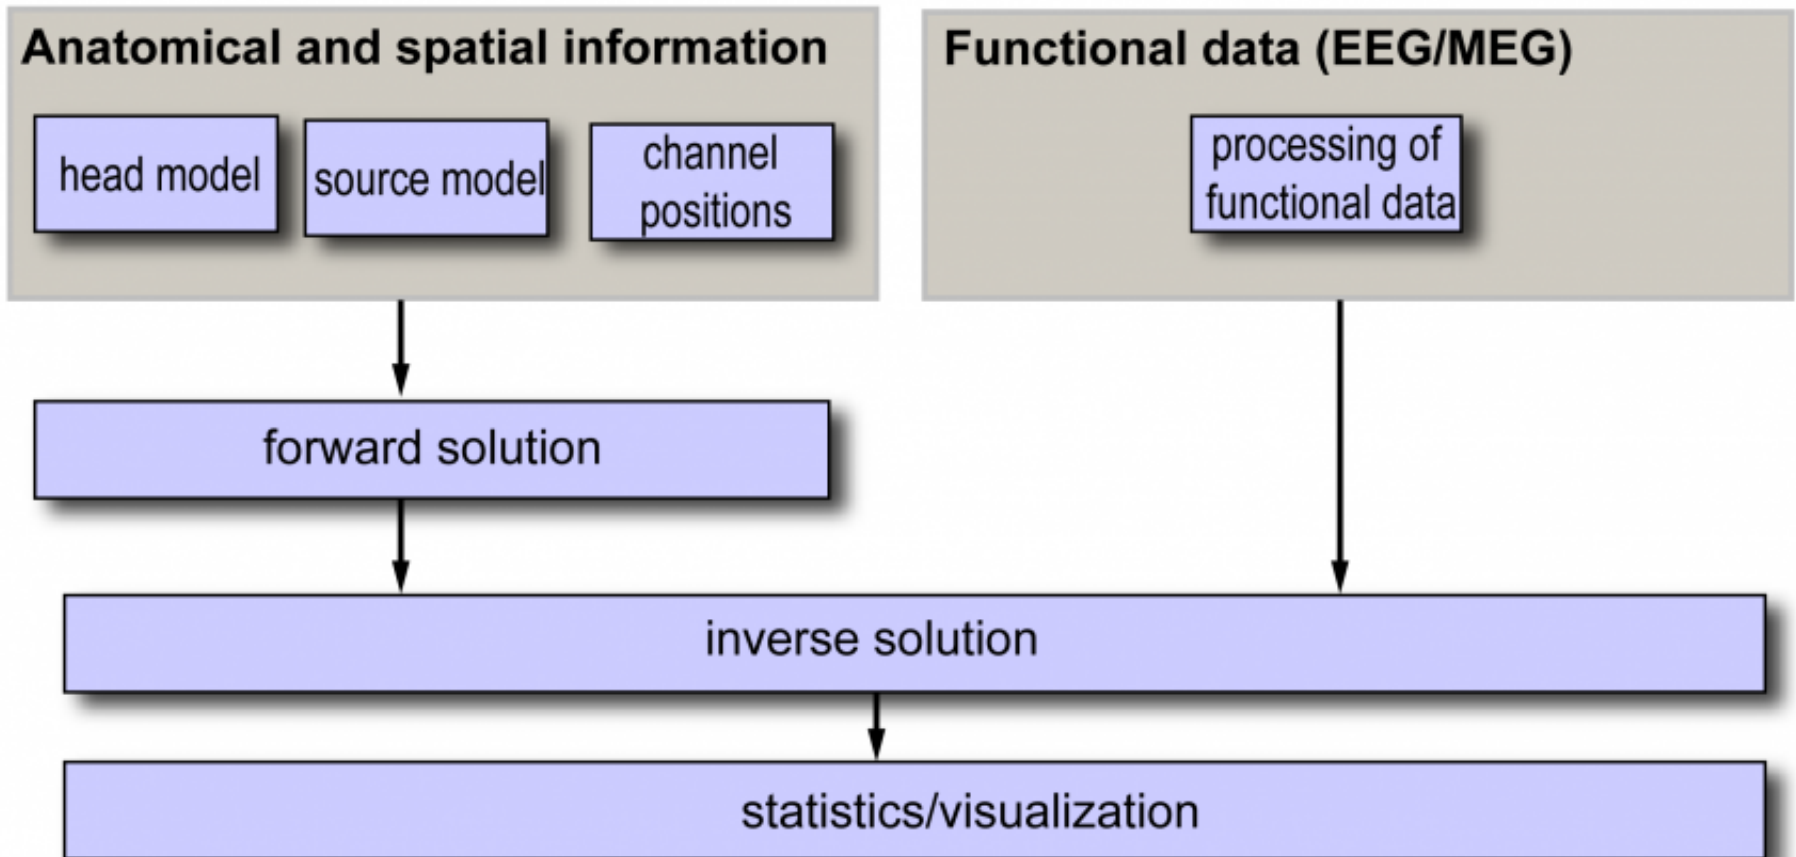 Anatomical and spatial information
head model
source model
channel
positions
Functional data (EEG/MEG)
processing of
functional data
forward solution
inverse solution
statistics/visualization